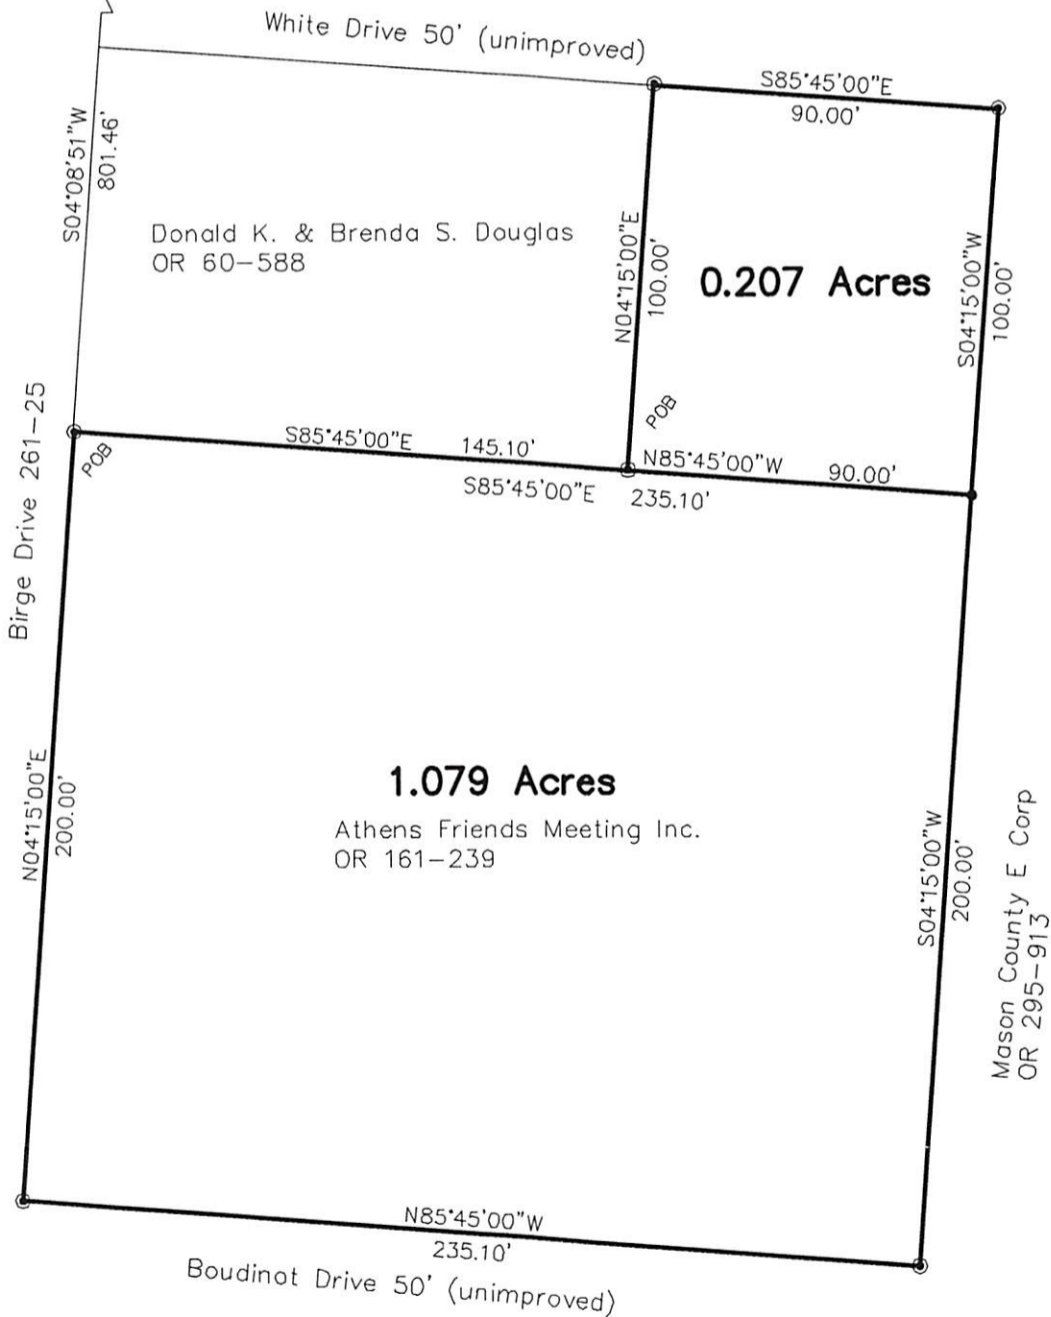 White Drive 50' (unimproved)
S85°45'00"E
90.00'
S04°08'51"W
801.46'
Donald K. & Brenda S. Douglas
OR 60-588
N04°15'00"E
100.00'
0.207 Acres
S04°15'00"W
100.00'
POB
Birge Drive 261-25
POB
S85°45'00"E 145.10'
N85°45'00"W 90.00'
S85°45'00"E 235.10'
N04°15'00"E
200.00'
1.079 Acres
Athens Friends Meeting Inc.
OR 161-239
S04°15'00"W
200.00'
Mason County E Corp
OR 295-913
N85°45'00"W
235.10'
Boudinot Drive 50' (unimproved)